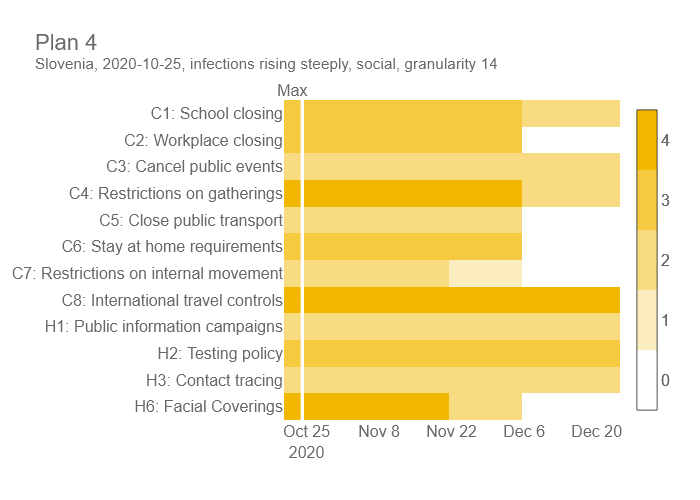 Plan 4
Slovenia, 2020-10-25, infections rising steeply, social, granularity 14
Max
C1: School closing
C2: Workplace closing
C3: Cancel public events
C4: Restrictions on gatherings
C5: Close public transport
C6: Stay at home requirements
C7: Restrictions on internal movement
C8: International travel controls
H1: Public information campaigns
H2: Testing policy
H3: Contact tracing
H6: Facial Coverings
Oct 25 Nov 8 Nov 22 Dec 6 Dec 20
2020
4
3
2
1
0